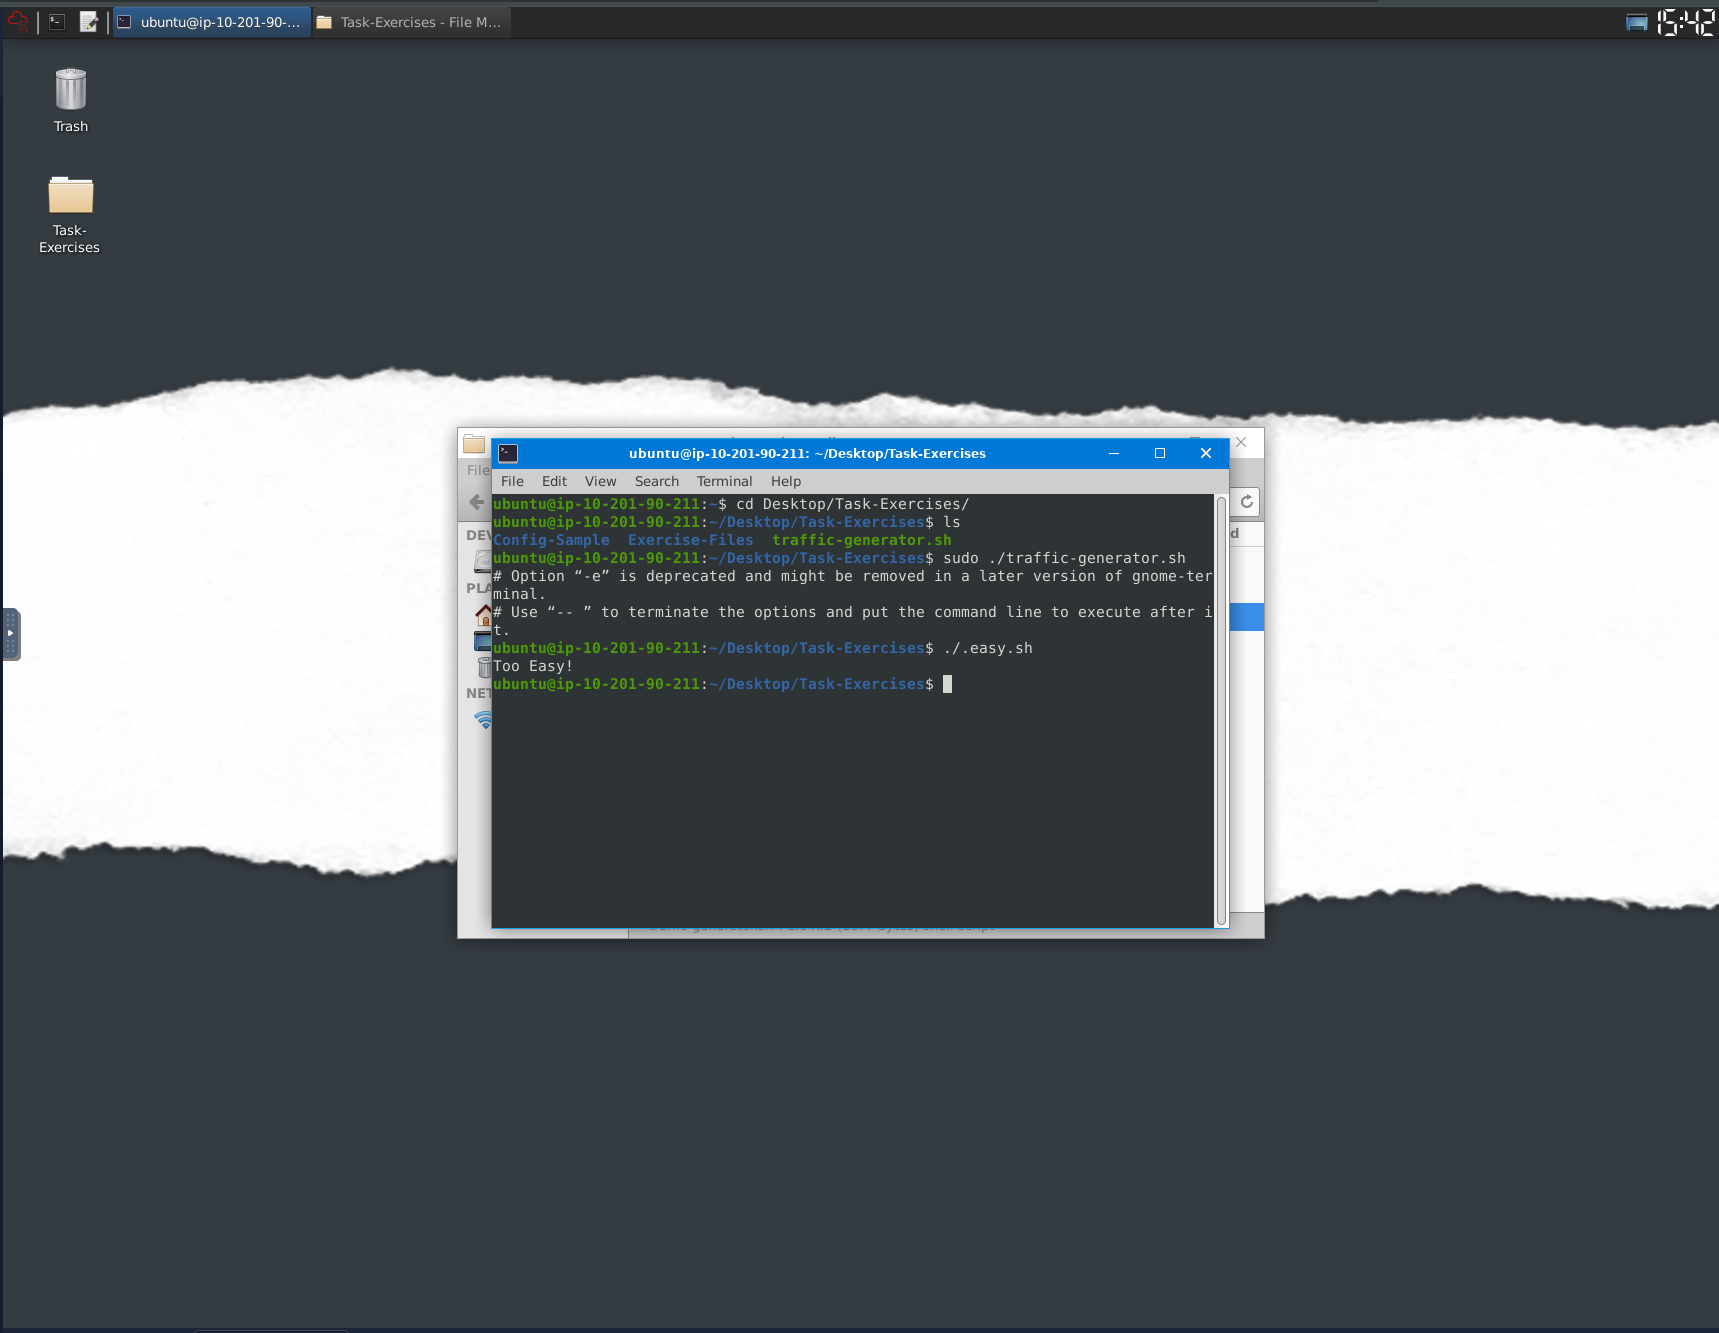 ubuntu@ip-10-201-90-...
Task-Exercises - File M...
15:42
Trash
Task-
Exercises
ubuntu@ip-10-201-90-211: ~/Desktop/Task-Exercises
File
File Edit View Search Terminal Help
ubuntu@ip-10-201-90-211:~$ cd Desktop/Task-Exercises/
ubuntu@ip-10-201-90-211:~/Desktop/Task-Exercises$ ls
DEV
d
Config-Sample  Exercise-Files  traffic-generator.sh
ubuntu@ip-10-201-90-211:~/Desktop/Task-Exercises$ sudo ./traffic-generator.sh
# Option “-e” is deprecated and might be removed in a later version of gnome-ter
PLA
minal.
# Use “-- ” to terminate the options and put the command line to execute after i
t.
ubuntu@ip-10-201-90-211:~/Desktop/Task-Exercises$ ./.easy.sh
Too Easy!
ubuntu@ip-10-201-90-211:~/Desktop/Task-Exercises$
NET